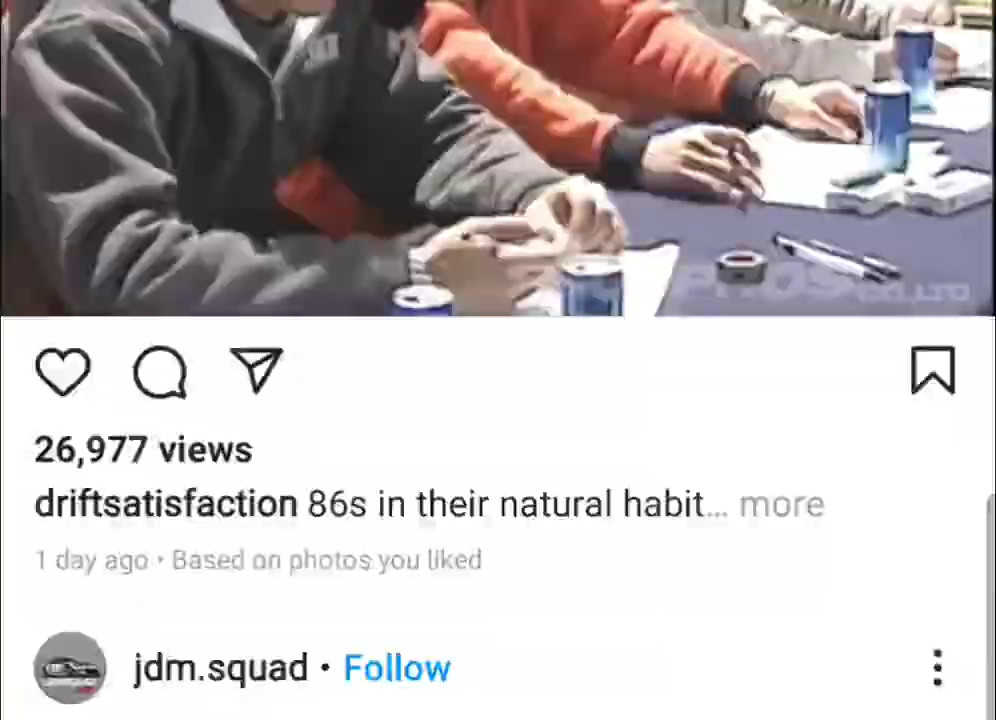 26,977 views
driftsatisfaction 86s in their natural habit... more
1 day ago • Based on photos you liked
jdm.squad • Follow